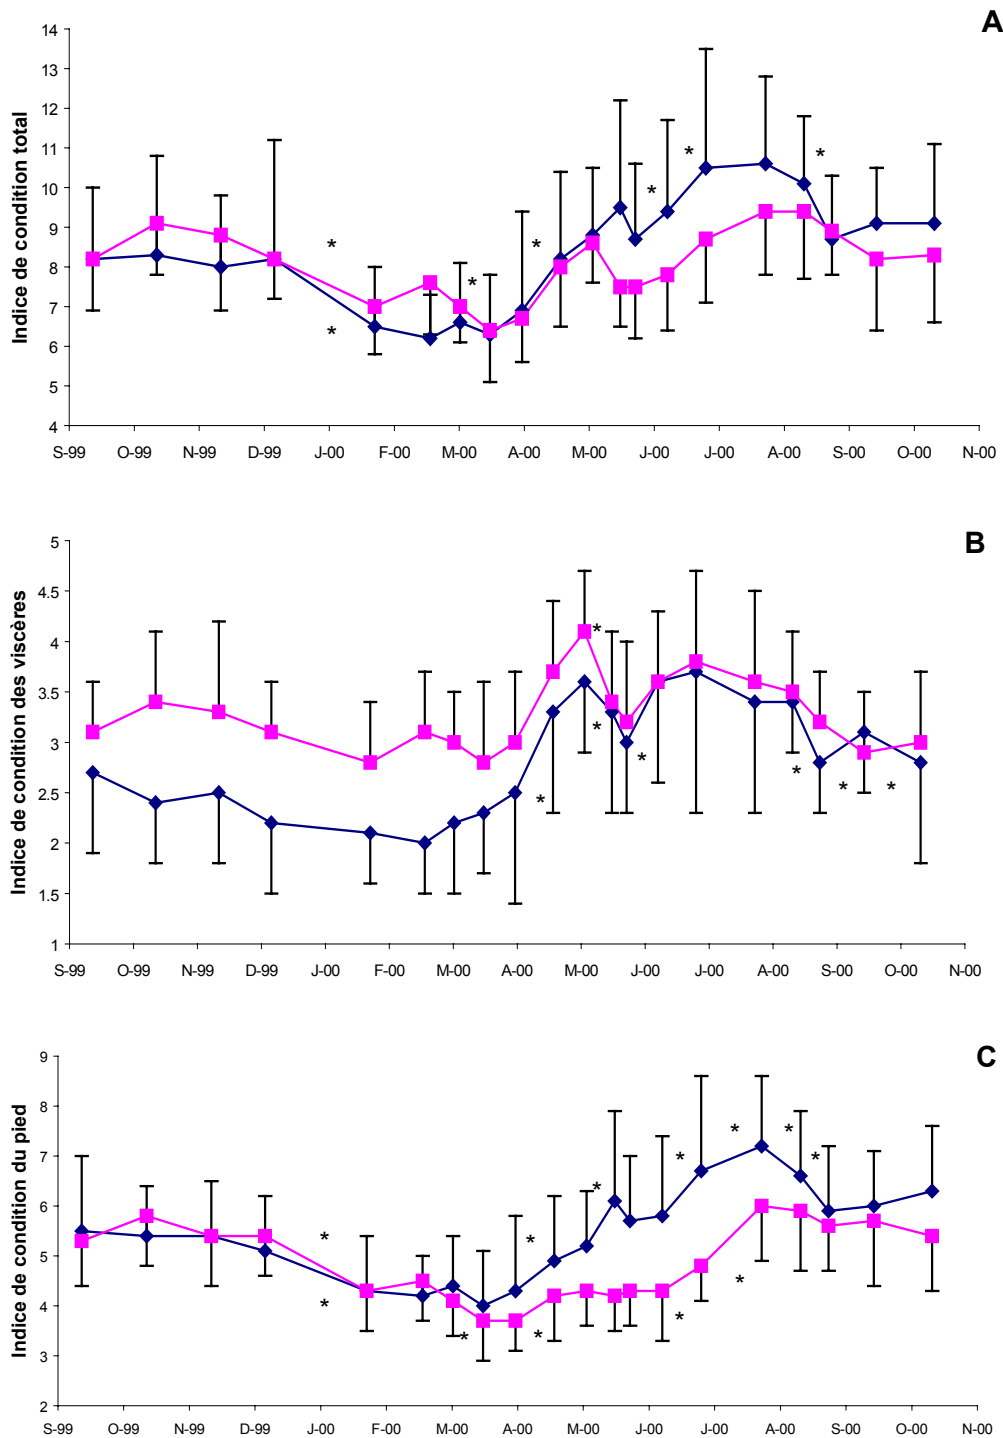 A
Indice de condition total
14
13
12
11
10
9
8
7
6
5
4
* * * * * * * *
S-99 O-99 N-99 D-99 J-00 F-00 M-00 A-00 M-00 J-00 J-00 A-00 S-00 O-00 N-00
B
Indice de condition des viscères
5
4.5
4
3.5
3
2.5
2
1.5
1
* * * * * * *
S-99 O-99 N-99 D-99 J-00 F-00 M-00 A-00 M-00 J-00 J-00 A-00 S-00 O-00 N-00
C
Indice de condition du pied
9
8
7
6
5
4
3
2
* * * * * * * * * * * *
S-99 O-99 N-99 D-99 J-00 F-00 M-00 A-00 M-00 J-00 J-00 A-00 S-00 O-00 N-00